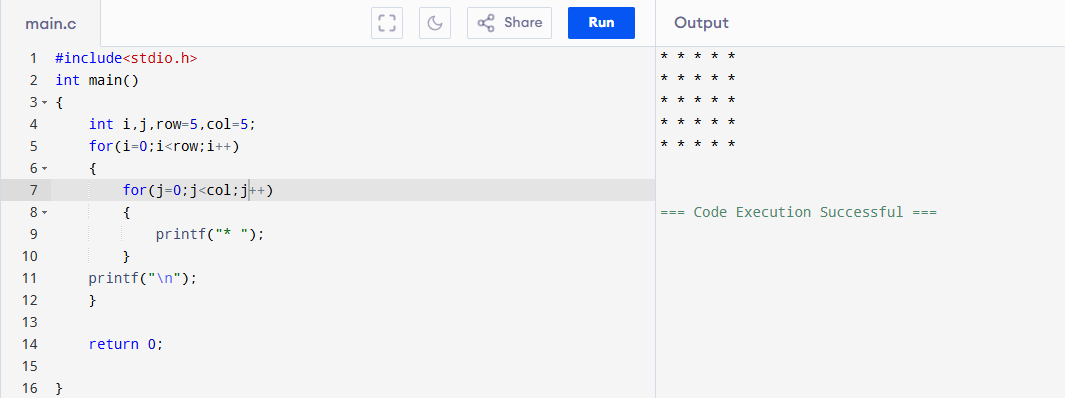 main.c
Share
Run
Output
1 #include<stdio.h>
2 int main()
3 {
4     int i,j,row=5,col=5;
5     for(i=0;i<row;i++)
6     {
7         for(j=0;j<col;j++)
8         {
9             printf("* ");
10         }
11     printf("\n");
12     }
13
14     return 0;
15
16 }
* * * * *
* * * * *
* * * * *
* * * * *
* * * * *
=== Code Execution Successful ===